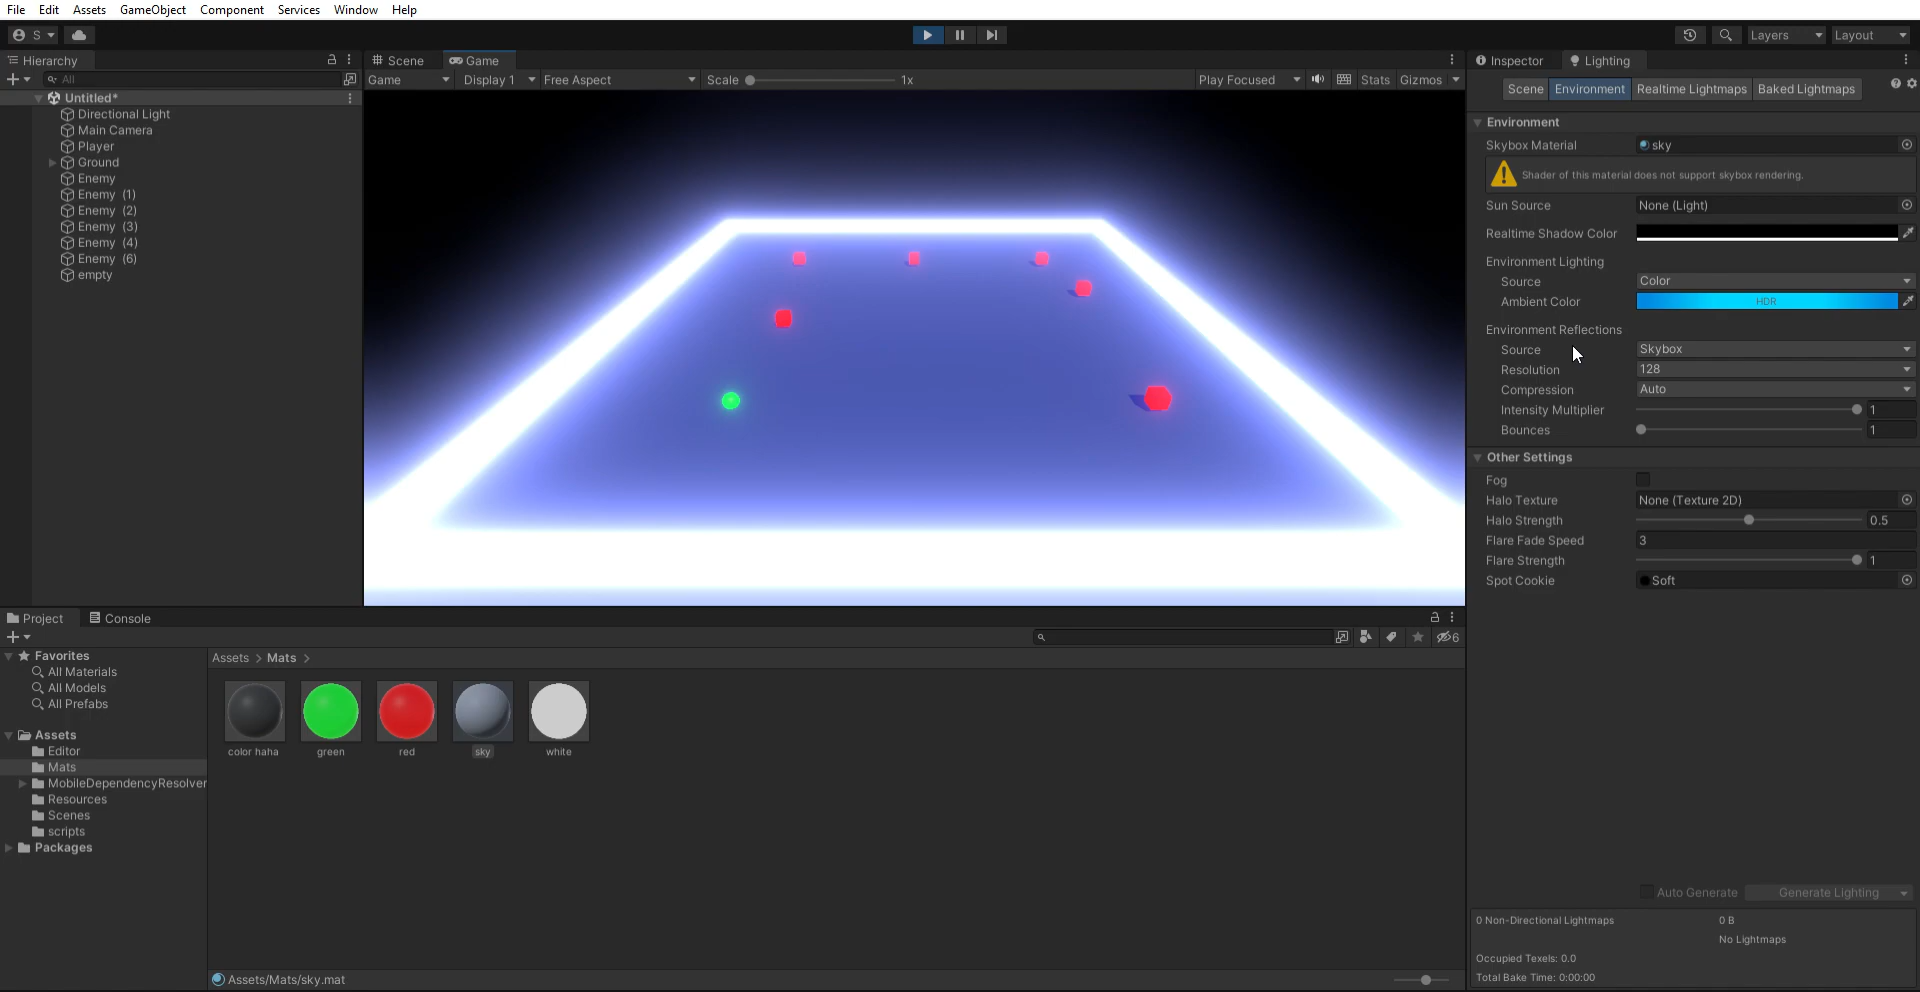 File Edit Assets GameObject Component Services Window Help
S Layers Layout
Hierarchy
All
Untitled*
Directional Light
Main Camera
Player
Ground
Enemy
Enemy (1)
Enemy (2)
Enemy (3)
Enemy (4)
Enemy (6)
empty
Scene Game
Game Display 1 Free Aspect Scale 1x Play Focused Stats Gizmos
Inspector Lighting
Scene Environment Realtime Lightmaps Baked Lightmaps
Environment
Skybox Material sky
Shader of this material does not support skybox rendering.
Sun Source None (Light)
Realtime Shadow Color
Environment Lighting
Source Color
Ambient Color HDR
Environment Reflections
Source Skybox
Resolution 128
Compression Auto
Intensity Multiplier 1
Bounces 1
Other Settings
Fog
Halo Texture None (Texture 2D)
Halo Strength 0.5
Flare Fade Speed 3
Flare Strength 1
Spot Cookie Soft
Auto Generate Generate Lighting
0 Non-Directional Lightmaps 0 B
No Lightmaps
Occupied Texels: 0.0
Total Bake Time: 0:00:00
Project Console
6
Favorites
All Materials
All Models
All Prefabs
Assets
Editor
Mats
MobileDependencyResolver
Resources
Scenes
scripts
Packages
Assets > Mats >
color haha green red sky white
Assets/Mats/sky.mat